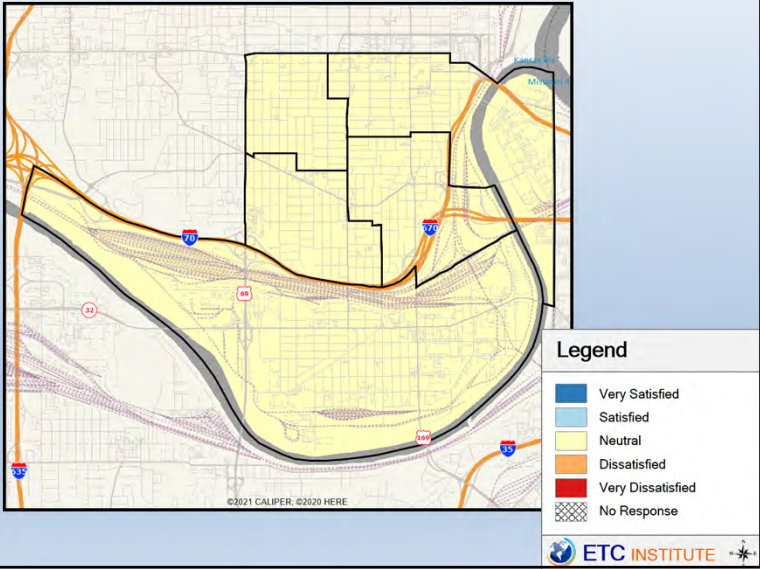 Kansas
Missouri R
70
670
69
32
169
635
35
©2021 CALIPER; ©2020 HERE
Legend
Very Satisfied
Satisfied
Neutral
Dissatisfied
Very Dissatisfied
No Response
ETC INSTITUTE
N
W
E
S